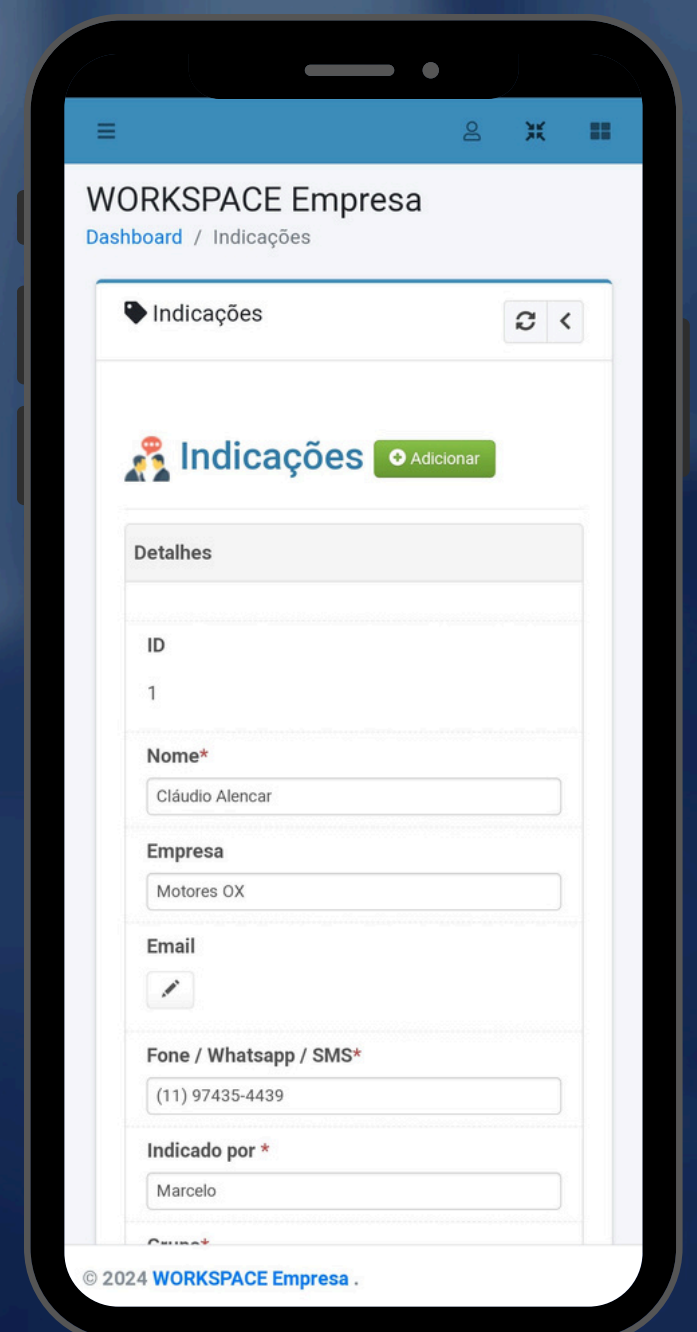 WORKSPACE Empresa
Dashboard / Indicações
Indicações
Indicações Adicionar
Detalhes
ID
1
Nome*
Cláudio Alencar
Empresa
Motores OX
Email
Fone / Whatsapp / SMS*
(11) 97435-4439
Indicado por *
Marcelo
Grupo*
© 2024 WORKSPACE Empresa .